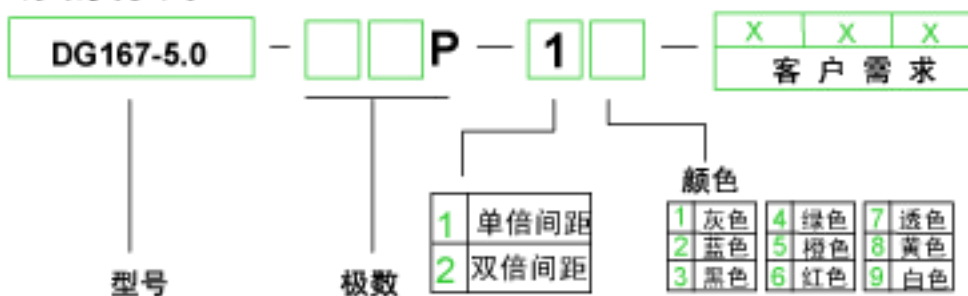 DG167-5.0 - P - 1 - X X X
客户需求
颜色
1 单倍间距
2 双倍间距
1 灰色 4 绿色 7 透色
2 蓝色 5 橙色 8 黄色
3 黑色 6 红色 9 白色
型号 极数